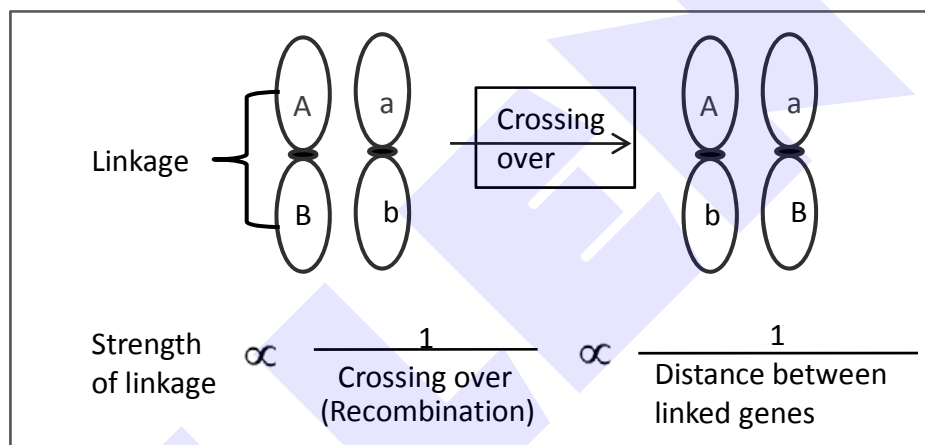 A a Crossing over A a
Linkage
B b b B
Strength of linkage ∝ 1 / Crossing over (Recombination) ∝ 1 / Distance between linked genes